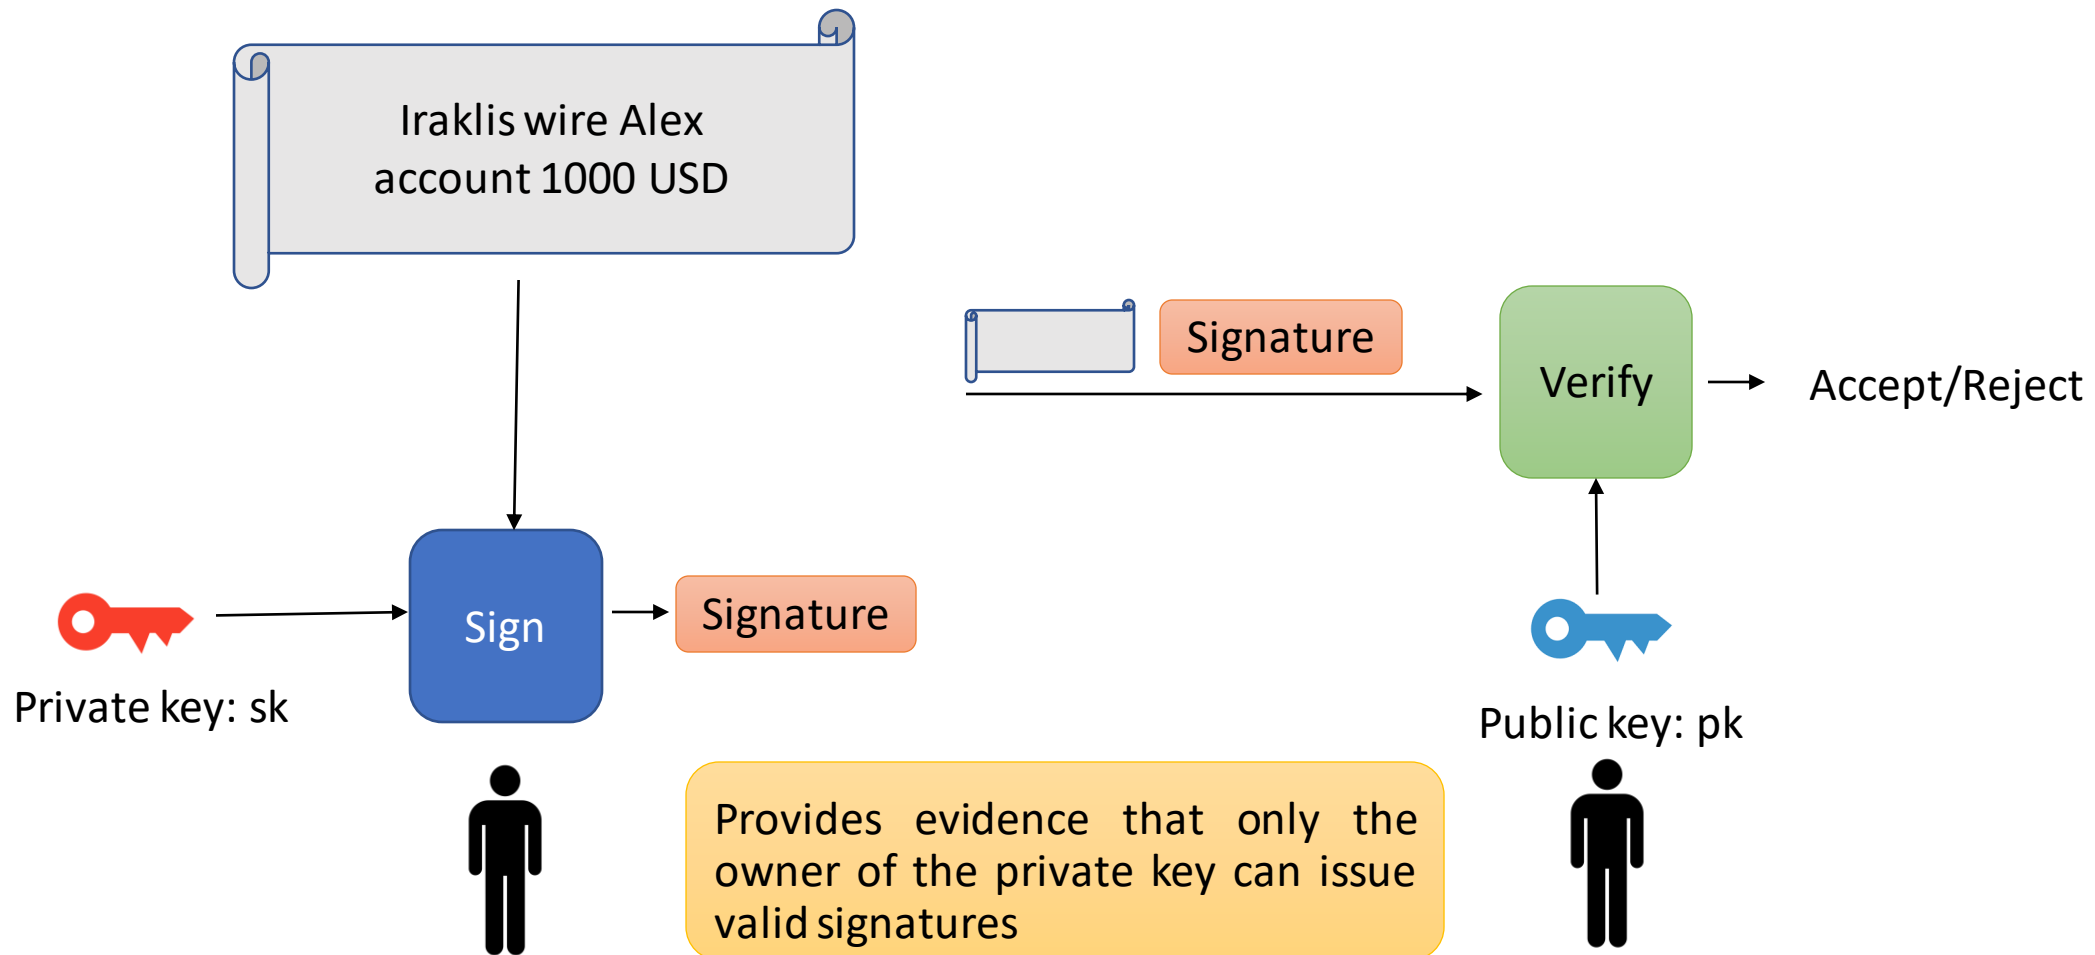 Iraklis wire Alex
account 1000 USD
Signature
Verify
Accept/Reject
Sign
Signature
Private key: sk
Public key: pk
Provides evidence that only the
owner of the private key can issue
valid signatures